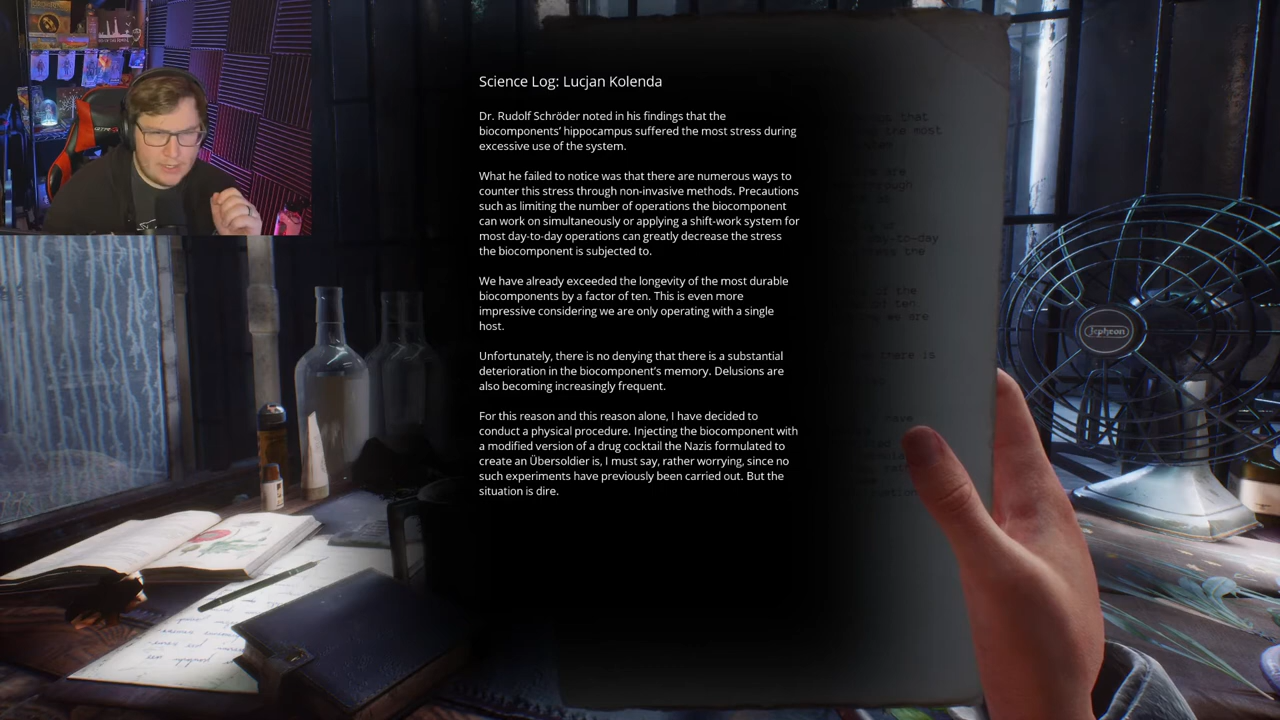 Science Log: Lucjan Kolenda
Dr. Rudolf Schröder noted in his findings that the
biocomponents' hippocampus suffered the most stress during
excessive use of the system.
What he failed to notice was that there are numerous ways to
counter this stress through non-invasive methods. Precautions
such as limiting the number of operations the biocomponent
can work on simultaneously or applying a shift-work system for
most day-to-day operations can greatly decrease the stress
the biocomponent is subjected to.
We have already exceeded the longevity of the most durable
biocomponents by a factor of ten. This is even more
impressive considering we are only operating with a single
host.
Unfortunately, there is no denying that there is a substantial
deterioration in the biocomponent's memory. Delusions are
also becoming increasingly frequent.
For this reason and this reason alone, I have decided to
conduct a physical procedure. Injecting the biocomponent with
a modified version of a drug cocktail the Nazis formulated to
create an Übersoldier is, I must say, rather worrying, since no
such experiments have previously been carried out. But the
situation is dire.